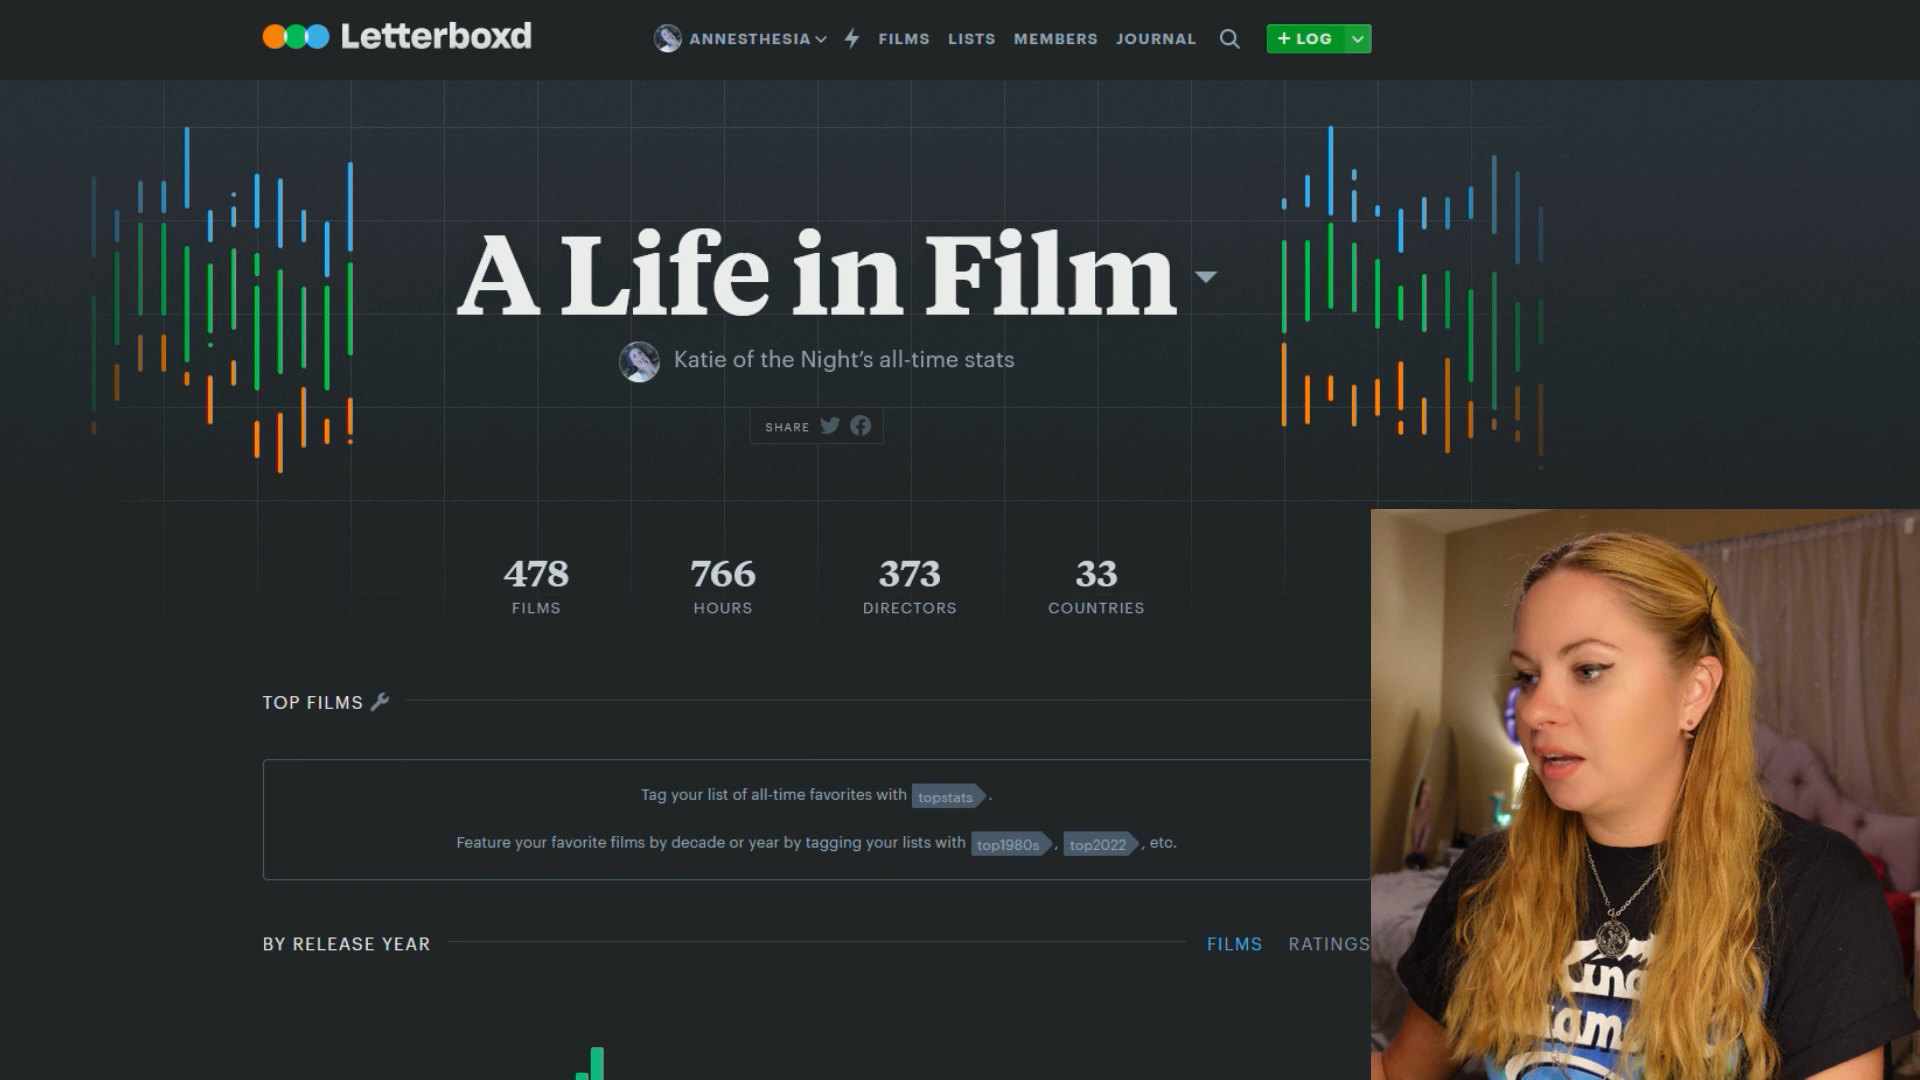 Letterboxd
ANNESTHESIA FILMS LISTS MEMBERS JOURNAL + LOG
A Life in Film
Katie of the Night’s all-time stats
SHARE
478 766 373 33
FILMS HOURS DIRECTORS COUNTRIES
TOP FILMS
Tag your list of all-time favorites with topstats .
Feature your favorite films by decade or year by tagging your lists with top1980s , top2022 , etc.
BY RELEASE YEAR FILMS RATINGS